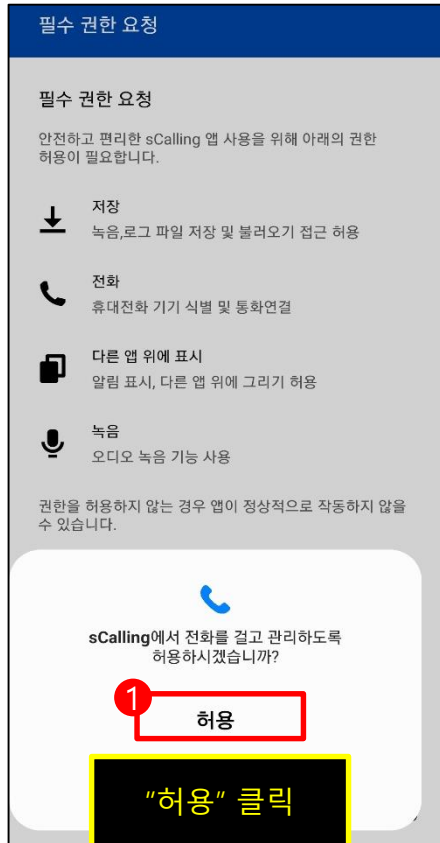 필수 권한 요청
필수 권한 요청
안전하고 편리한 sCalling 앱 사용을 위해 아래의 권한
허용이 필요합니다.
저장
녹음,로그 파일 저장 및 불러오기 접근 허용
전화
휴대전화 기기 식별 및 통화연결
다른 앱 위에 표시
알림 표시, 다른 앱 위에 그리기 허용
녹음
오디오 녹음 기능 사용
권한을 허용하지 않는 경우 앱이 정상적으로 작동하지 않을
수 있습니다.
sCalling에서 전화를 걸고 관리하도록
허용하시겠습니까?
1
허용
"허용" 클릭